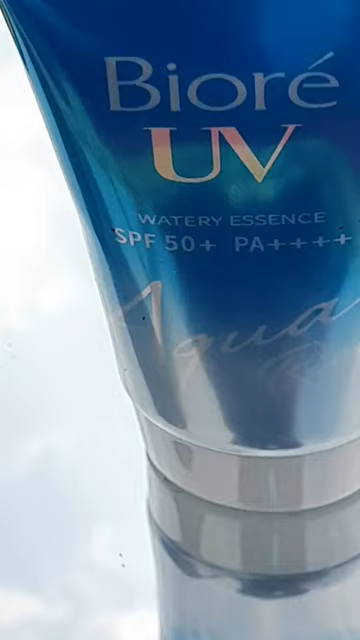 Bioré
UV
WATERY ESSENCE
SPF 50+ PA++++
Aqua